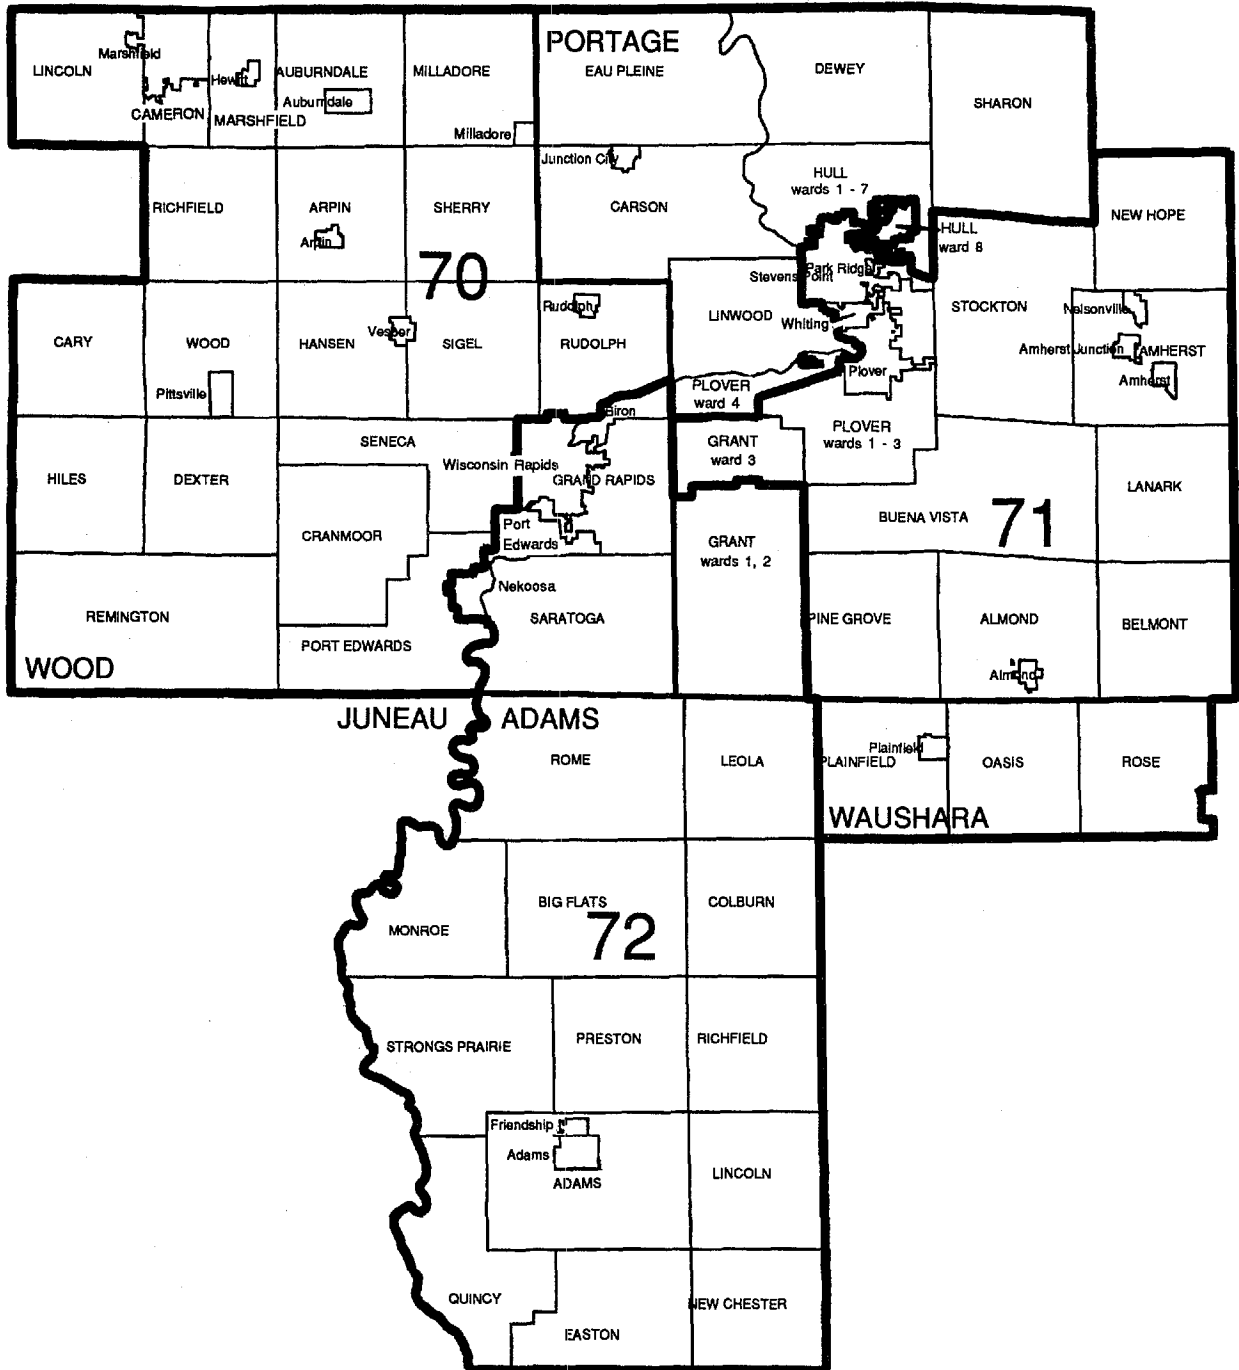 PORTAGE
Marshfield
LINCOLN
Hewitt
AUBURNDALE
MILLADORE
EAU PLEINE
DEWEY
SHARON
Auburndale
CAMERON
MARSHFIELD
Milladore
Junction City
HULL
wards 1 - 7
RICHFIELD
ARPIN
SHERRY
CARSON
NEW HOPE
Arpin
HULL
ward 8
70
Park Ridge
Stevens Point
Rudolph
LINWOOD
Whiting
STOCKTON
Nelsonville
CARY
WOOD
HANSEN
Vesper
SIGEL
RUDOLPH
Amherst Junction
AMHERST
Pittsville
Plover
Amherst
PLOVER
ward 4
Biron
SENECA
GRANT
ward 3
PLOVER
wards 1 - 3
Wisconsin Rapids
HILES
DEXTER
GRAND RAPIDS
LANARK
BUENA VISTA
71
CRANMOOR
Port
Edwards
GRANT
wards 1, 2
Nekoosa
REMINGTON
SARATOGA
PINE GROVE
ALMOND
BELMONT
PORT EDWARDS
Almond
WOOD
JUNEAU
ADAMS
ROME
LEOLA
Plainfield
PLAINFIELD
OASIS
ROSE
WAUSHARA
BIG FLATS
COLBURN
72
MONROE
STRONGS PRAIRIE
PRESTON
RICHFIELD
Friendship
Adams
ADAMS
LINCOLN
QUINCY
NEW CHESTER
EASTON